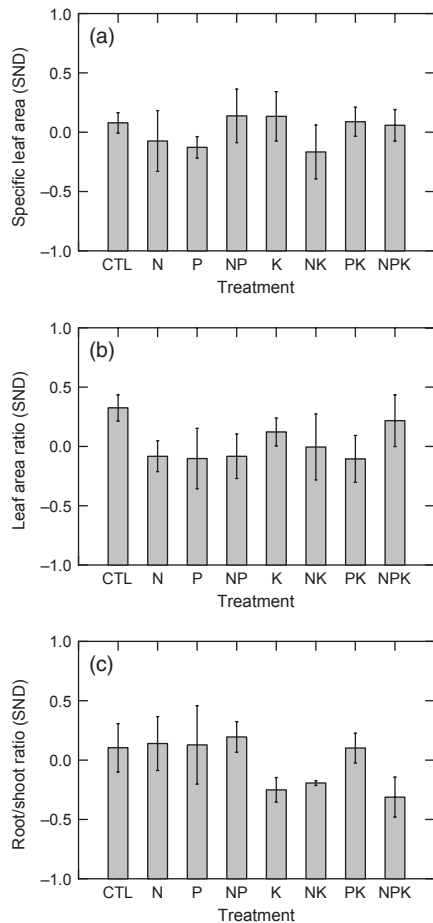 (a)
Specific leaf area (SND)
1.0
0.5
0.0
–0.5
–1.0
CTL N P NP K NK PK NPK
Treatment
(b)
Leaf area ratio (SND)
1.0
0.5
0.0
–0.5
–1.0
CTL N P NP K NK PK NPK
Treatment
(c)
Root/shoot ratio (SND)
1.0
0.5
0.0
–0.5
–1.0
CTL N P NP K NK PK NPK
Treatment